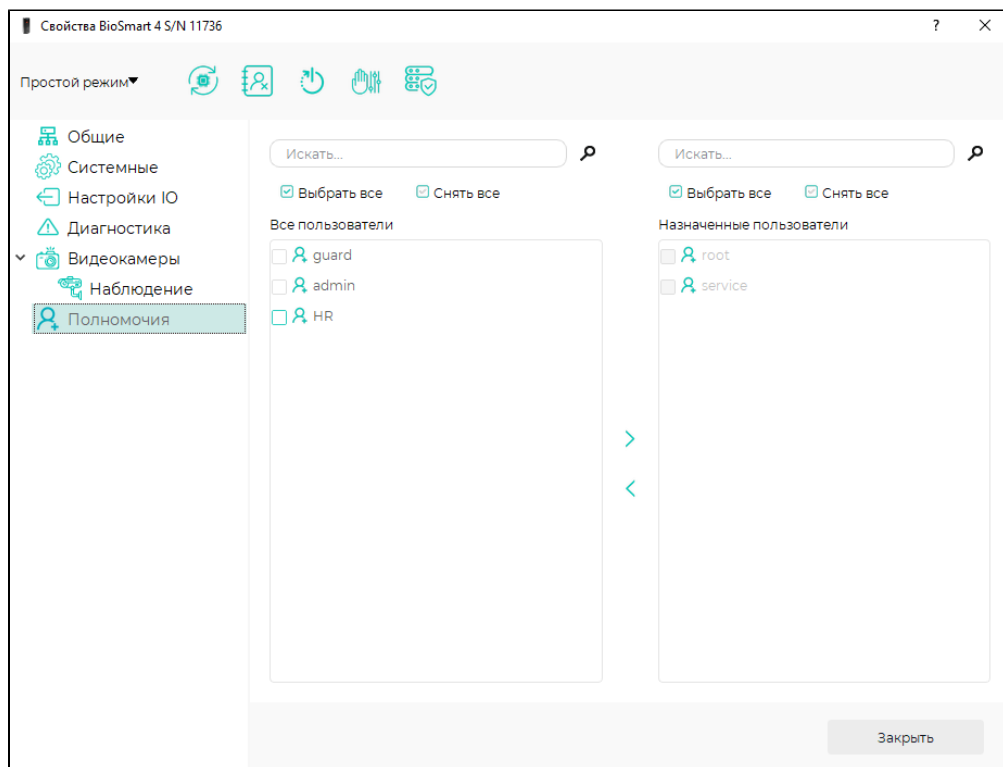 Свойства BioSmart 4 S/N 11736
?
Простой режим
Общие
Системные
Настройки IO
Диагностика
Видеокамеры
Наблюдение
Полномочия
Искать...
Выбрать все Снять все
Все пользователи
guard
admin
HR
Искать...
Выбрать все Снять все
Назначенные пользователи
root
service
Закрыть